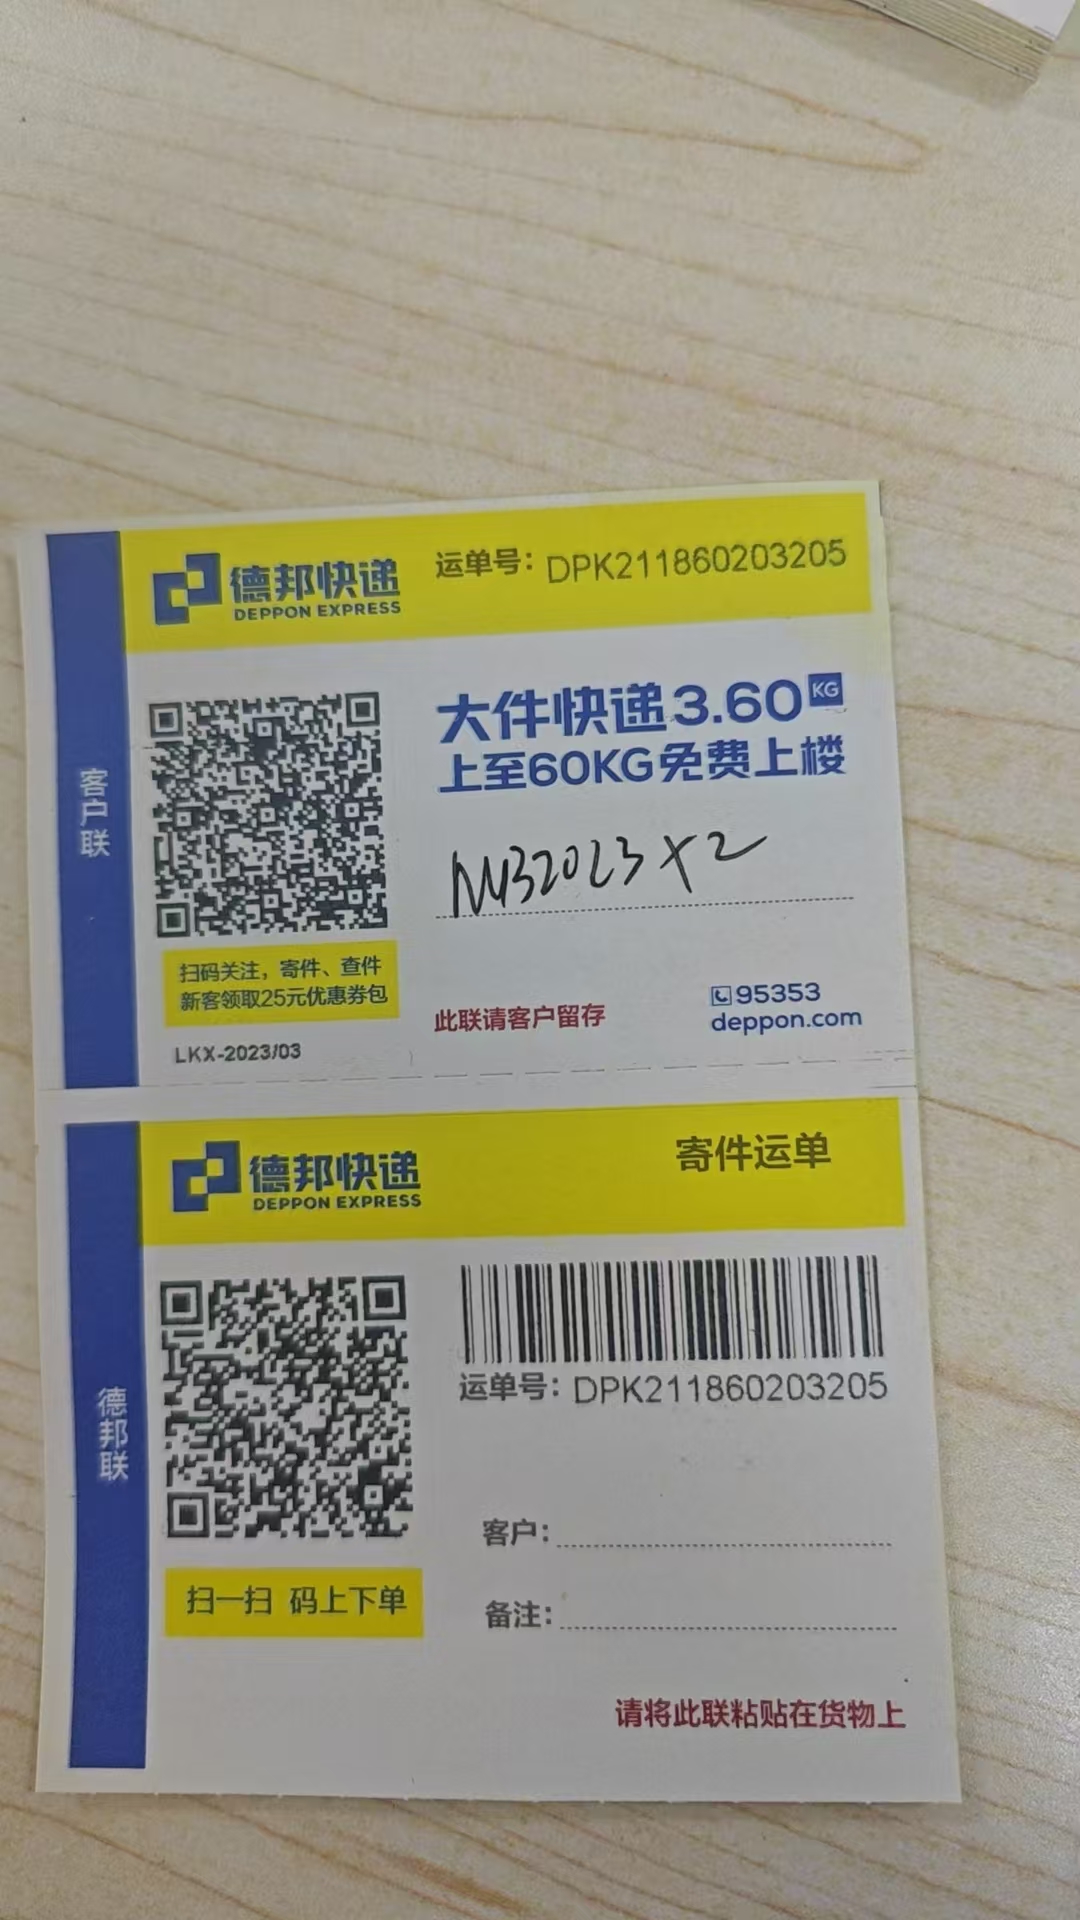 德邦快递
DEPPON EXPRESS
运单号: DPK211860203205
大件快递3.60KG
上至60KG免费上楼
客户联
扫码关注，寄件、查件
新客领取25元优惠券包
此联请客户留存
95353
deppon.com
LKX-2023/03
德邦快递
DEPPON EXPRESS
寄件运单
运单号: DPK211860203205
德邦联
客户:
扫一扫 码上下单
备注:
请将此联粘贴在货物上